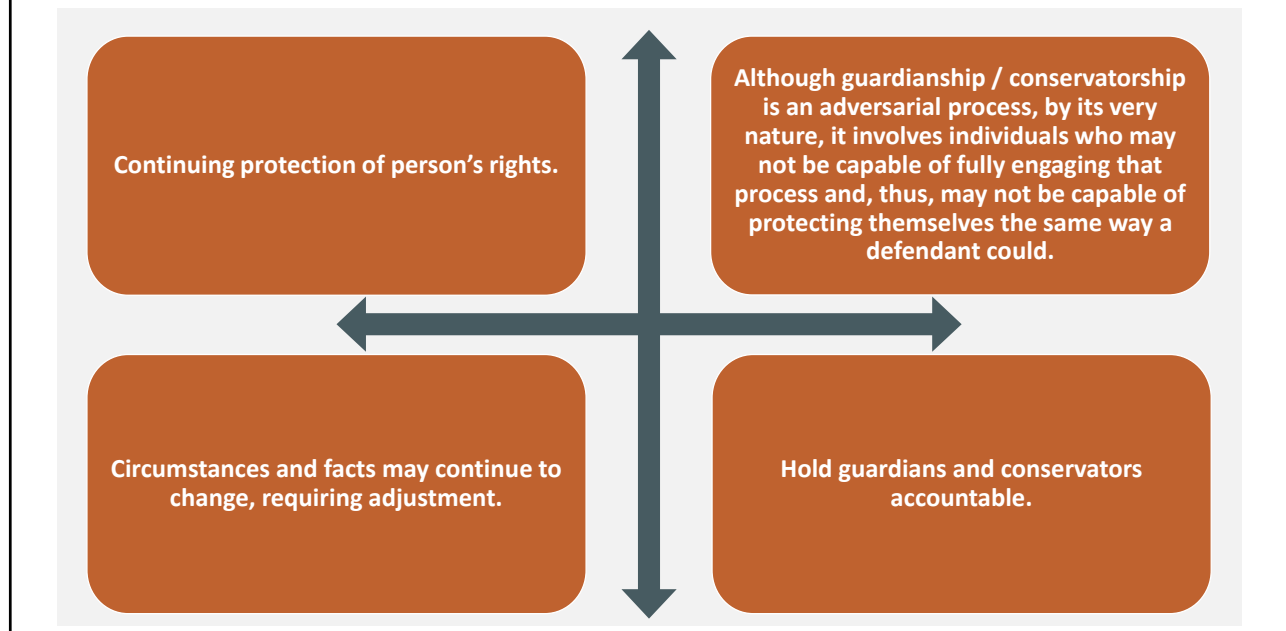 Continuing protection of person’s rights.
Although guardianship / conservatorship
is an adversarial process, by its very
nature, it involves individuals who may
not be capable of fully engaging that
process and, thus, may not be capable of
protecting themselves the same way a
defendant could.
Circumstances and facts may continue to
change, requiring adjustment.
Hold guardians and conservators
accountable.